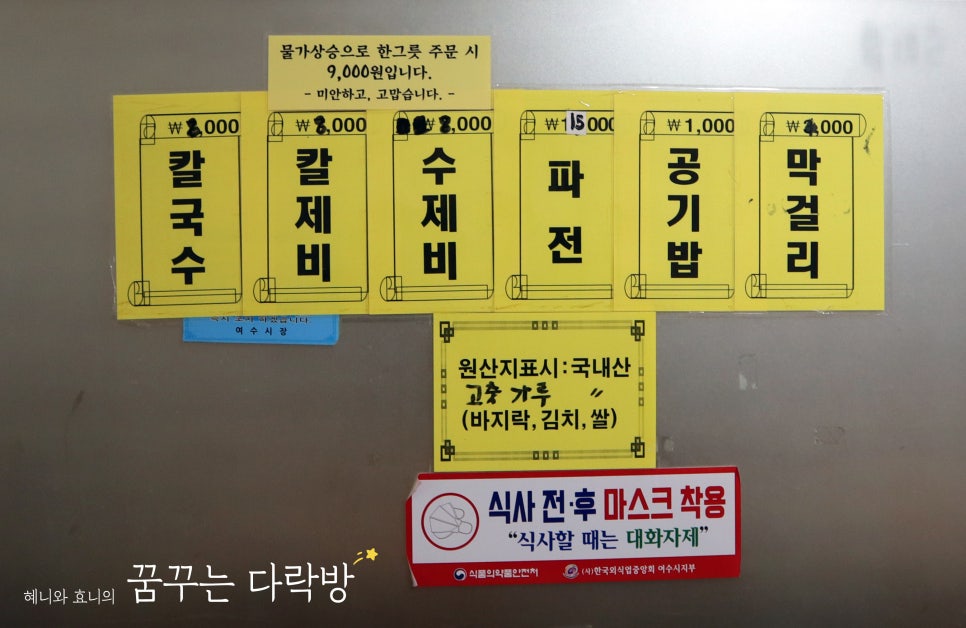 물가상승으로 한그릇 주문 시
9,000원입니다.
- 미안하고, 고맙습니다. -
₩8,000
칼국수
₩8,000
칼제비
₩8,000
수제비
₩15,000
파전
₩1,000
공기밥
₩4,000
막걸리
여수시장
원산지표시:국내산
고춧가루 〃
(바지락,김치,쌀)
식사 전·후 마스크 착용
“식사할 때는 대화자제”
식품의약품안전처 (사)한국외식업중앙회 여수시지부
혜니와 효니의 꿈꾸는 다락방